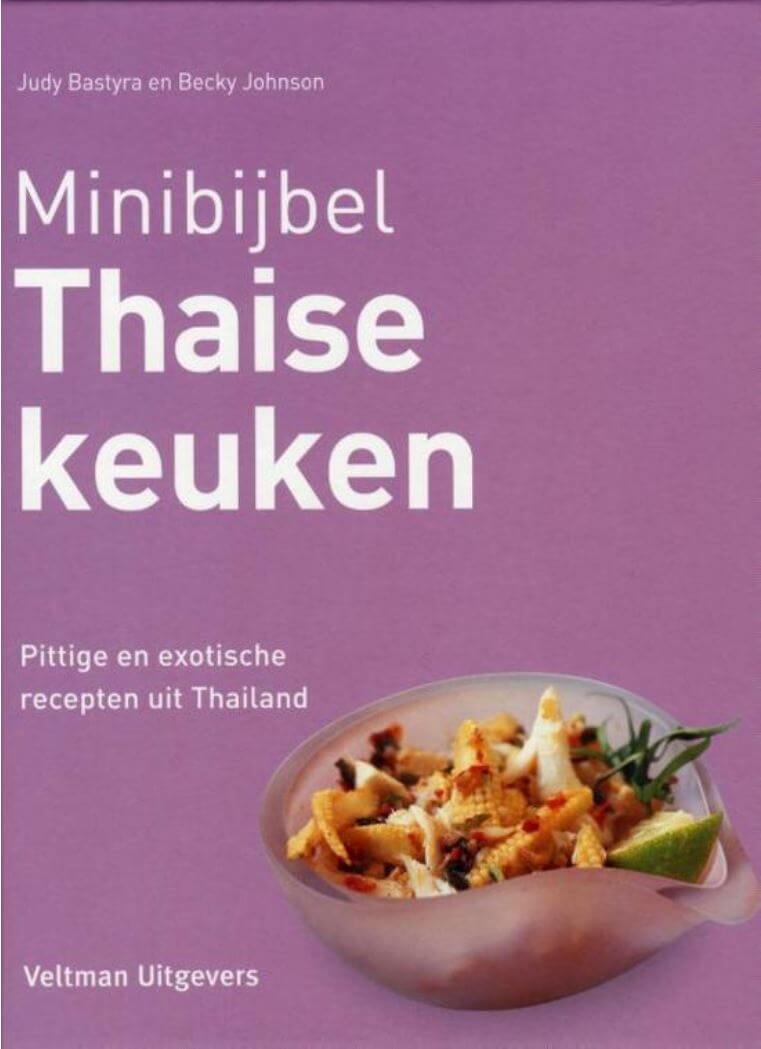 Judy Bastyra en Becky Johnson
Minibijbel
Thaise
keuken
Pittige en exotische
recepten uit Thailand
Veltman Uitgevers